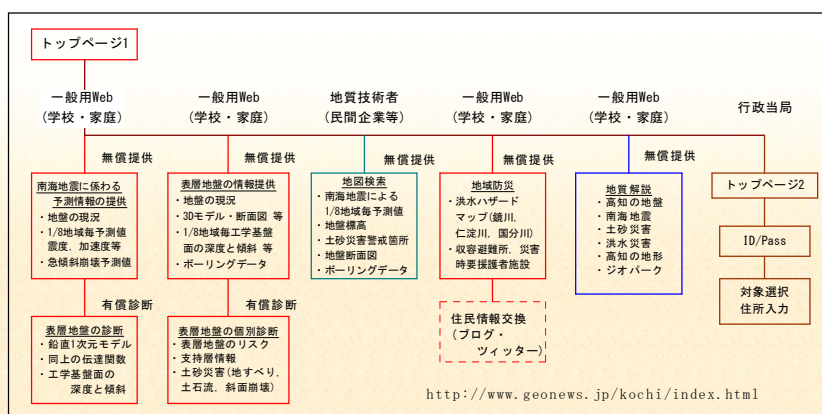 トップページ1
一般用Web
(学校・家庭)
一般用Web
(学校・家庭)
地質技術者
(民間企業等)
一般用Web
(学校・家庭)
一般用Web
(学校・家庭)
行政当局
無償提供
無償提供
無償提供
無償提供
南海地震に係わる
予測情報の提供
・地盤の現況
・1/8地域毎予測値
震度, 加速度等
・急傾斜崩壊予測値
表層地盤の情報提供
・地盤の現況
・3Dモデル・断面図 等
・1/8地域毎工学基盤
面の深度と傾斜 等
・ボーリングデータ
地図検索
・南海地震による
1/8地域毎予測値
・地盤標高
・土砂災害警戒箇所
・地盤断面図
・ボーリングデータ
地域防災
・洪水ハザード
マップ(鏡川,
仁淀川, 国分川)
・収容避難所, 災害
時要援護者施設
地質解説
・高知の地盤
・南海地震
・土砂災害
・洪水災害
・高知の地形
・ジオパーク
トップページ2
ID/Pass
対象選択
住所入力
有償診断
有償診断
表層地盤の診断
・鉛直1次元モデル
・同上の伝達関数
・工学基盤面の
深度と傾斜
表層地盤の個別診断
・表層地盤のリスク
・支持層情報
・土砂災害(地すべり,
土石流, 斜面崩壊)
住民情報交換
(ブログ・
ツィッター)
http://www.geonews.jp/kochi/index.html